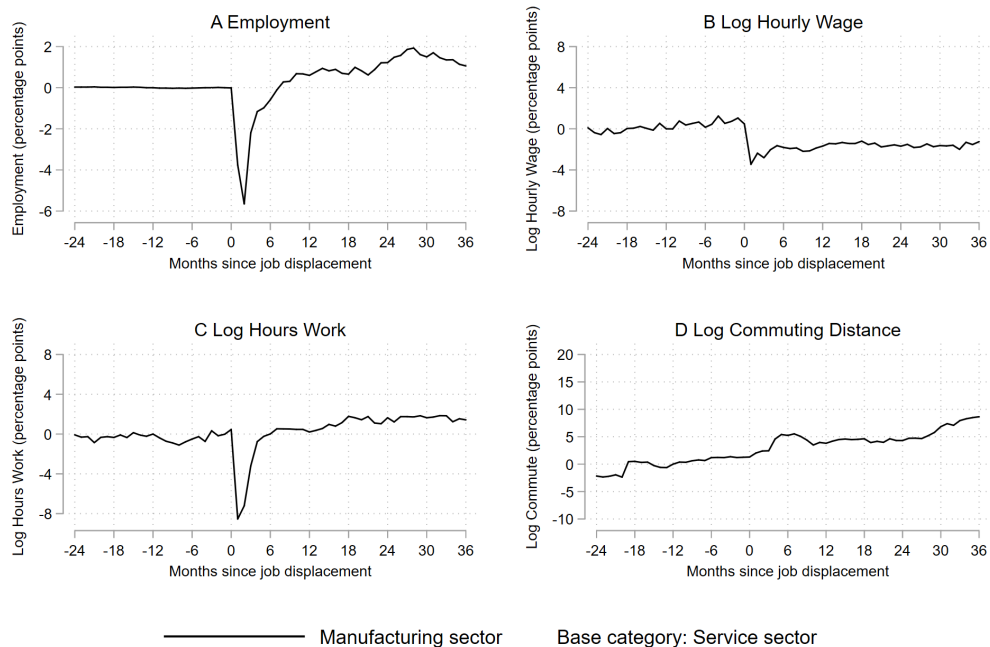 A Employment
Employment (percentage points)
2
0
-2
-4
-6
-24 -18 -12 -6 0 6 12 18 24 30 36
Months since job displacement
B Log Hourly Wage
Log Hourly Wage (percentage points)
8
4
0
-4
-8
-24 -18 -12 -6 0 6 12 18 24 30 36
Months since job displacement
C Log Hours Work
Log Hours Work (percentage points)
8
4
0
-4
-8
-24 -18 -12 -6 0 6 12 18 24 30 36
Months since job displacement
D Log Commuting Distance
Log Commute (percentage points)
20
15
10
5
0
-5
-10
-24 -18 -12 -6 0 6 12 18 24 30 36
Months since job displacement
Manufacturing sector Base category: Service sector